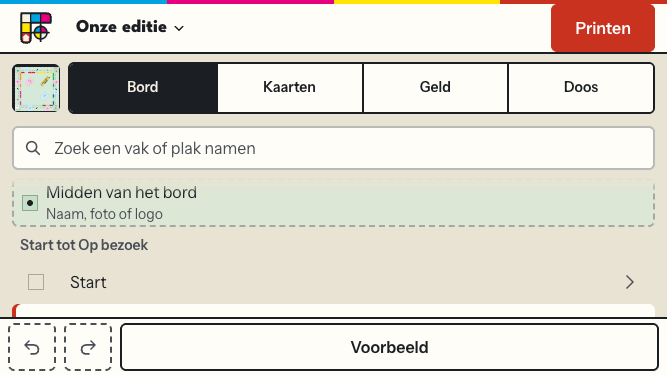 Onze editie
Printen
Bord
Kaarten
Geld
Doos
Zoek een vak of plak namen
Midden van het bord
Naam, foto of logo
Start tot Op bezoek
Start
Voorbeeld